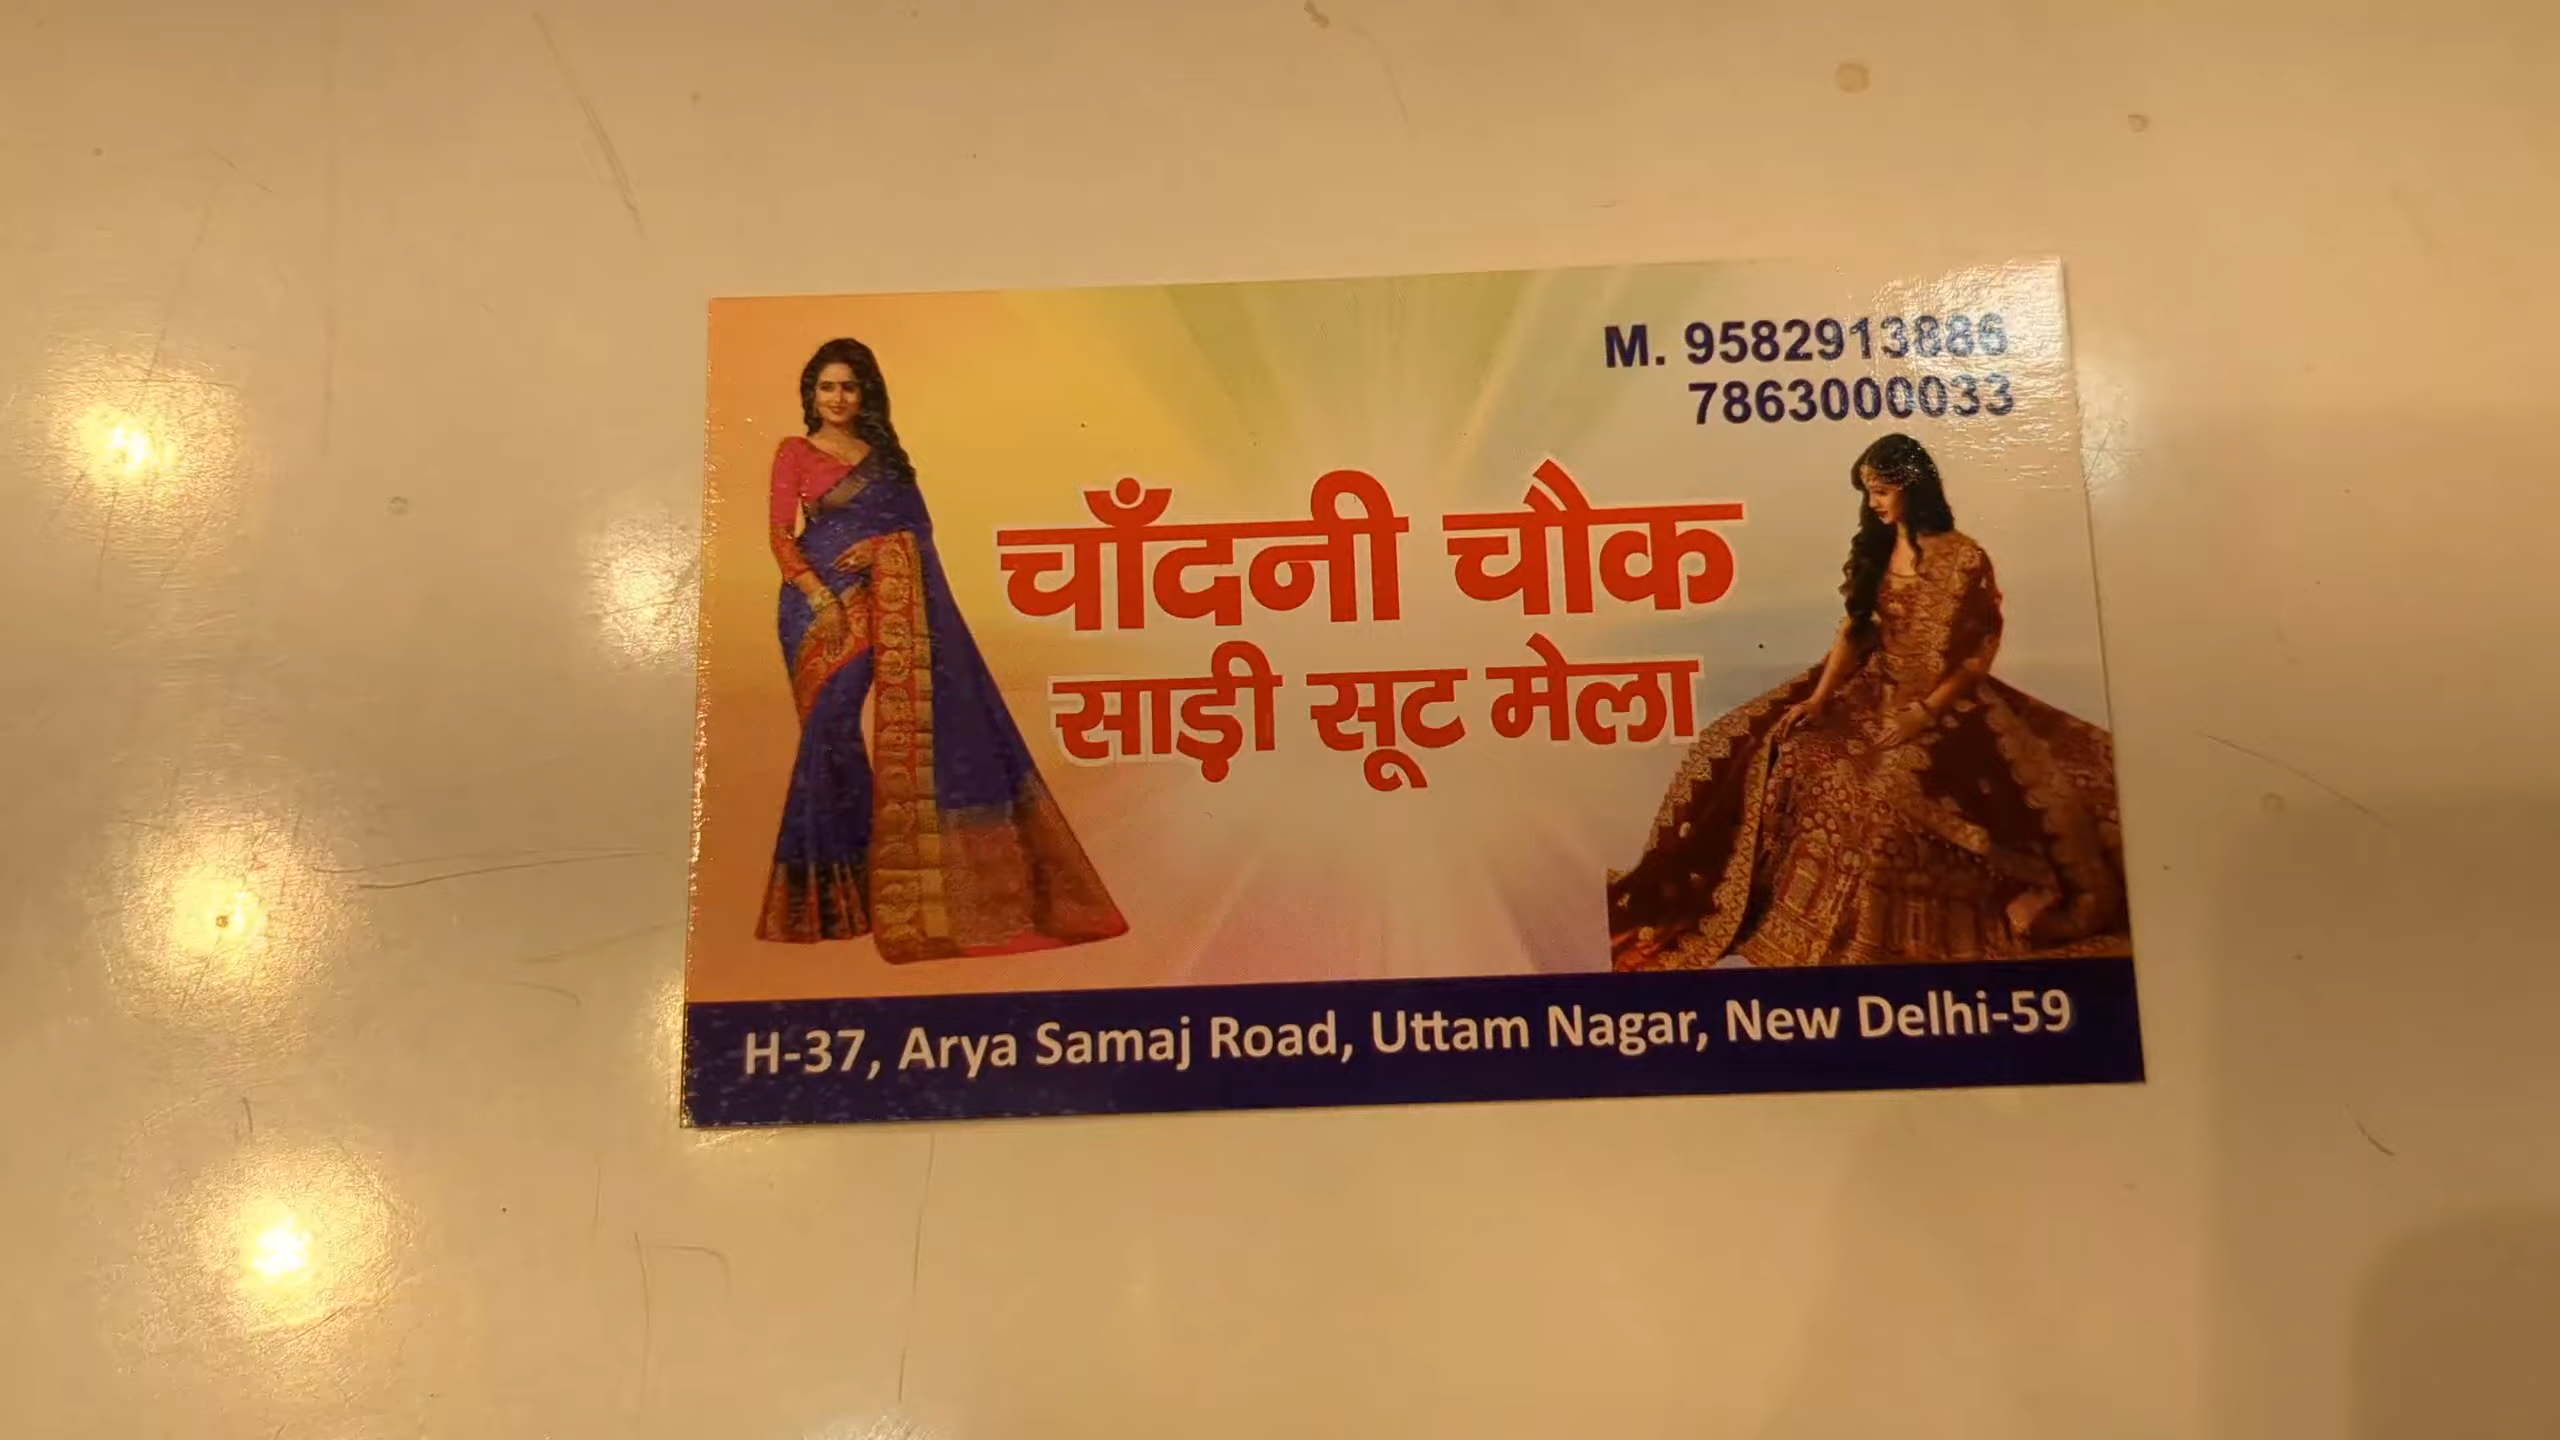 M. 9582913886
7863000033
चाँदनी चौक
साड़ी सूट मेला
H-37, Arya Samaj Road, Uttam Nagar, New Delhi-59